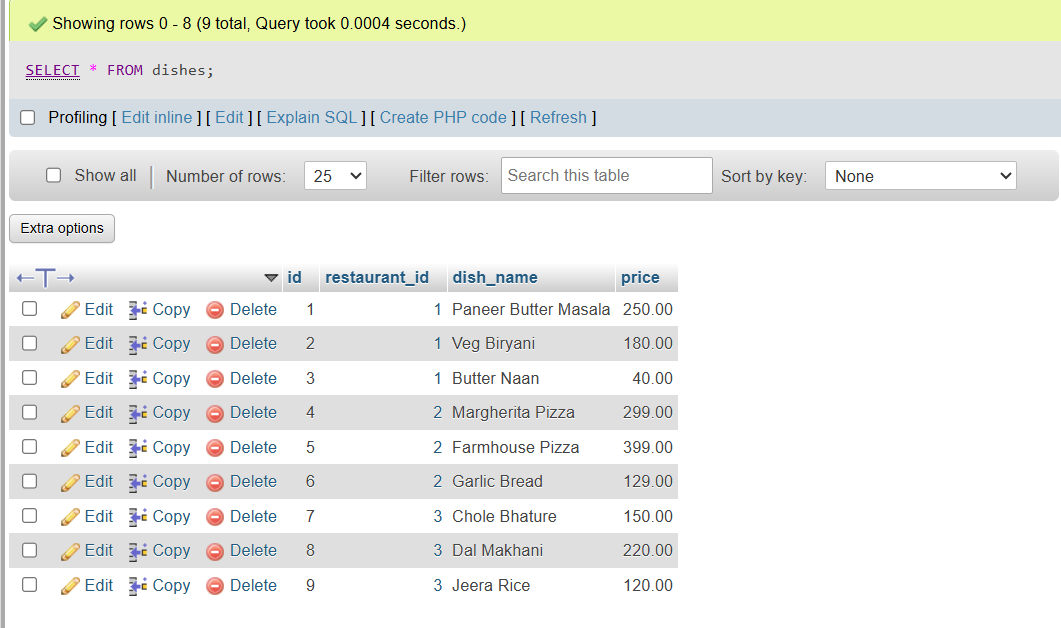 Showing rows 0 - 8 (9 total, Query took 0.0004 seconds.)
SELECT * FROM dishes;
Profiling [ Edit inline ] [ Edit ] [ Explain SQL ] [ Create PHP code ] [ Refresh ]
Show all Number of rows: 25 Filter rows: Search this table Sort by key: None
Extra options
←T→ id restaurant_id dish_name price
Edit Copy Delete 1 1 Paneer Butter Masala 250.00
Edit Copy Delete 2 1 Veg Biryani 180.00
Edit Copy Delete 3 1 Butter Naan 40.00
Edit Copy Delete 4 2 Margherita Pizza 299.00
Edit Copy Delete 5 2 Farmhouse Pizza 399.00
Edit Copy Delete 6 2 Garlic Bread 129.00
Edit Copy Delete 7 3 Chole Bhature 150.00
Edit Copy Delete 8 3 Dal Makhani 220.00
Edit Copy Delete 9 3 Jeera Rice 120.00